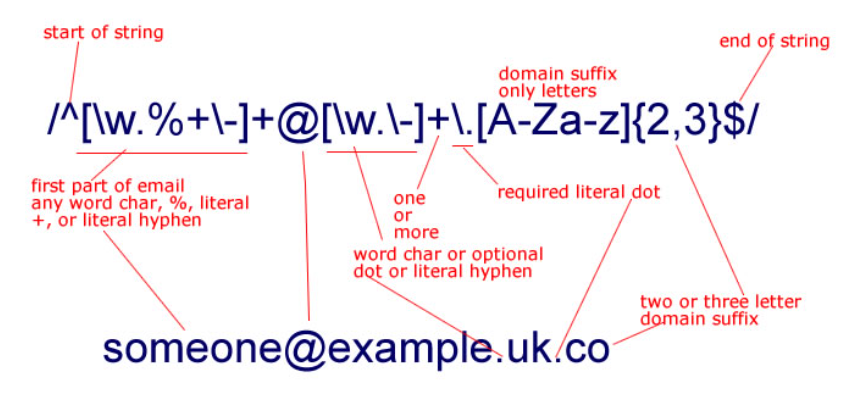 start of string
end of string
domain suffix
only letters
/^[\w.%+\-]+@[\w.\-]+\.[A-Za-z]{2,3}$/
first part of email
any word char, %, literal
+, or literal hyphen
one
or
more
required literal dot
word char or optional
dot or literal hyphen
two or three letter
domain suffix
someone@example.uk.co